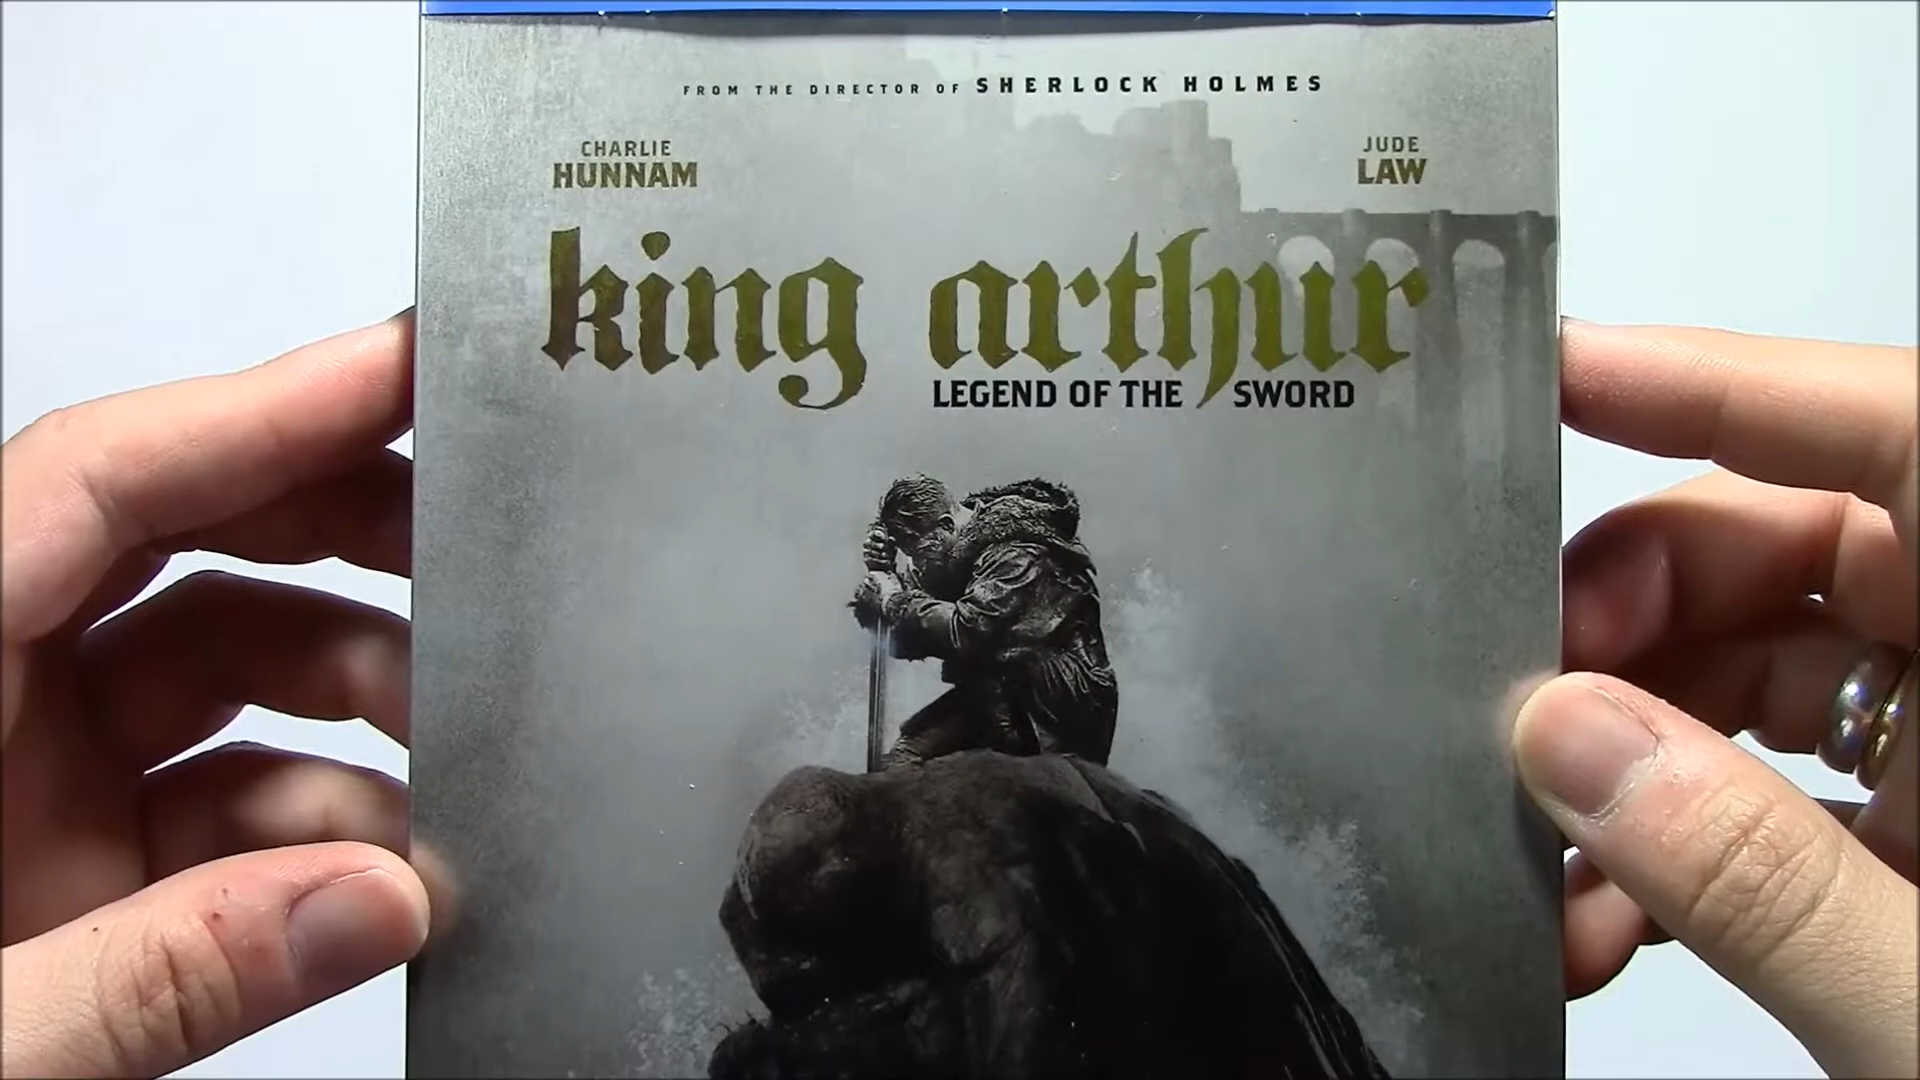 FROM THE DIRECTOR OF SHERLOCK HOLMES
CHARLIE
HUNNAM
JUDE
LAW
king arthur
LEGEND OF THE SWORD